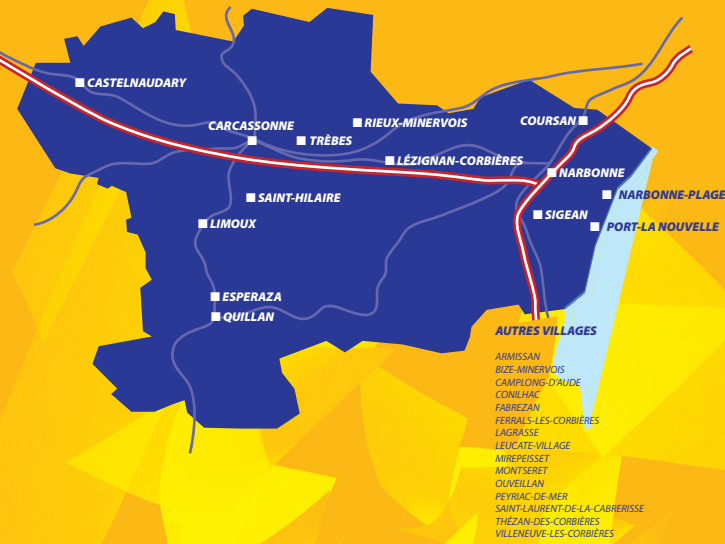 CASTELNAUDARY
CARCASSONNE
RIEUX-MINERVOIS
COURSAN
TRÈBES
LÉZIGNAN-CORBIÈRES
NARBONNE
SAINT-HILAIRE
NARBONNE-PLAGE
LIMOUX
SIGEAN
PORT-LA NOUVELLE
ESPERAZA
QUILLAN
AUTRES VILLAGES
ARMISSAN
BIZE-MINERVOIS
CAMPLONG-D'AUDE
CONILHAC
FABREZAN
FERRALS-LES-CORBIÈRES
LAGRASSE
LEUCATE-VILLAGE
MIREPEISSET
MONTSERET
OUVEILLAN
PEYRIAC-DE-MER
SAINT-LAURENT-DE-LA-CABRERISSE
THÉZAN-DES-CORBIÈRES
VILLENEUVE-LES-CORBIÈRES